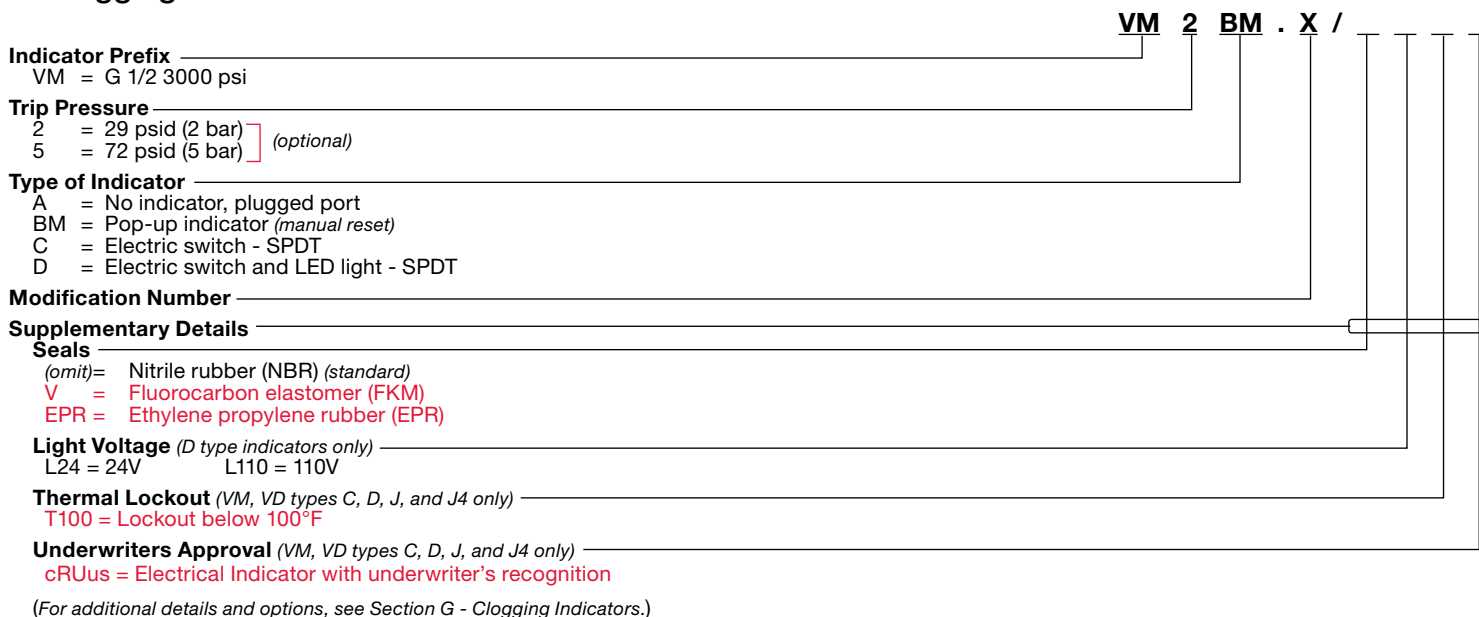 VM 2 BM . X /
Indicator Prefix
VM = G 1/2 3000 psi
Trip Pressure
2 = 29 psid (2 bar)
5 = 72 psid (5 bar) (optional)
Type of Indicator
A = No indicator, plugged port
BM = Pop-up indicator (manual reset)
C = Electric switch - SPDT
D = Electric switch and LED light - SPDT
Modification Number
Supplementary Details
Seals
(omit)= Nitrile rubber (NBR) (standard)
V = Fluorocarbon elastomer (FKM)
EPR = Ethylene propylene rubber (EPR)
Light Voltage (D type indicators only)
L24 = 24V L110 = 110V
Thermal Lockout (VM, VD types C, D, J, and J4 only)
T100 = Lockout below 100°F
Underwriters Approval (VM, VD types C, D, J, and J4 only)
cRUus = Electrical Indicator with underwriter's recognition
(For additional details and options, see Section G - Clogging Indicators.)